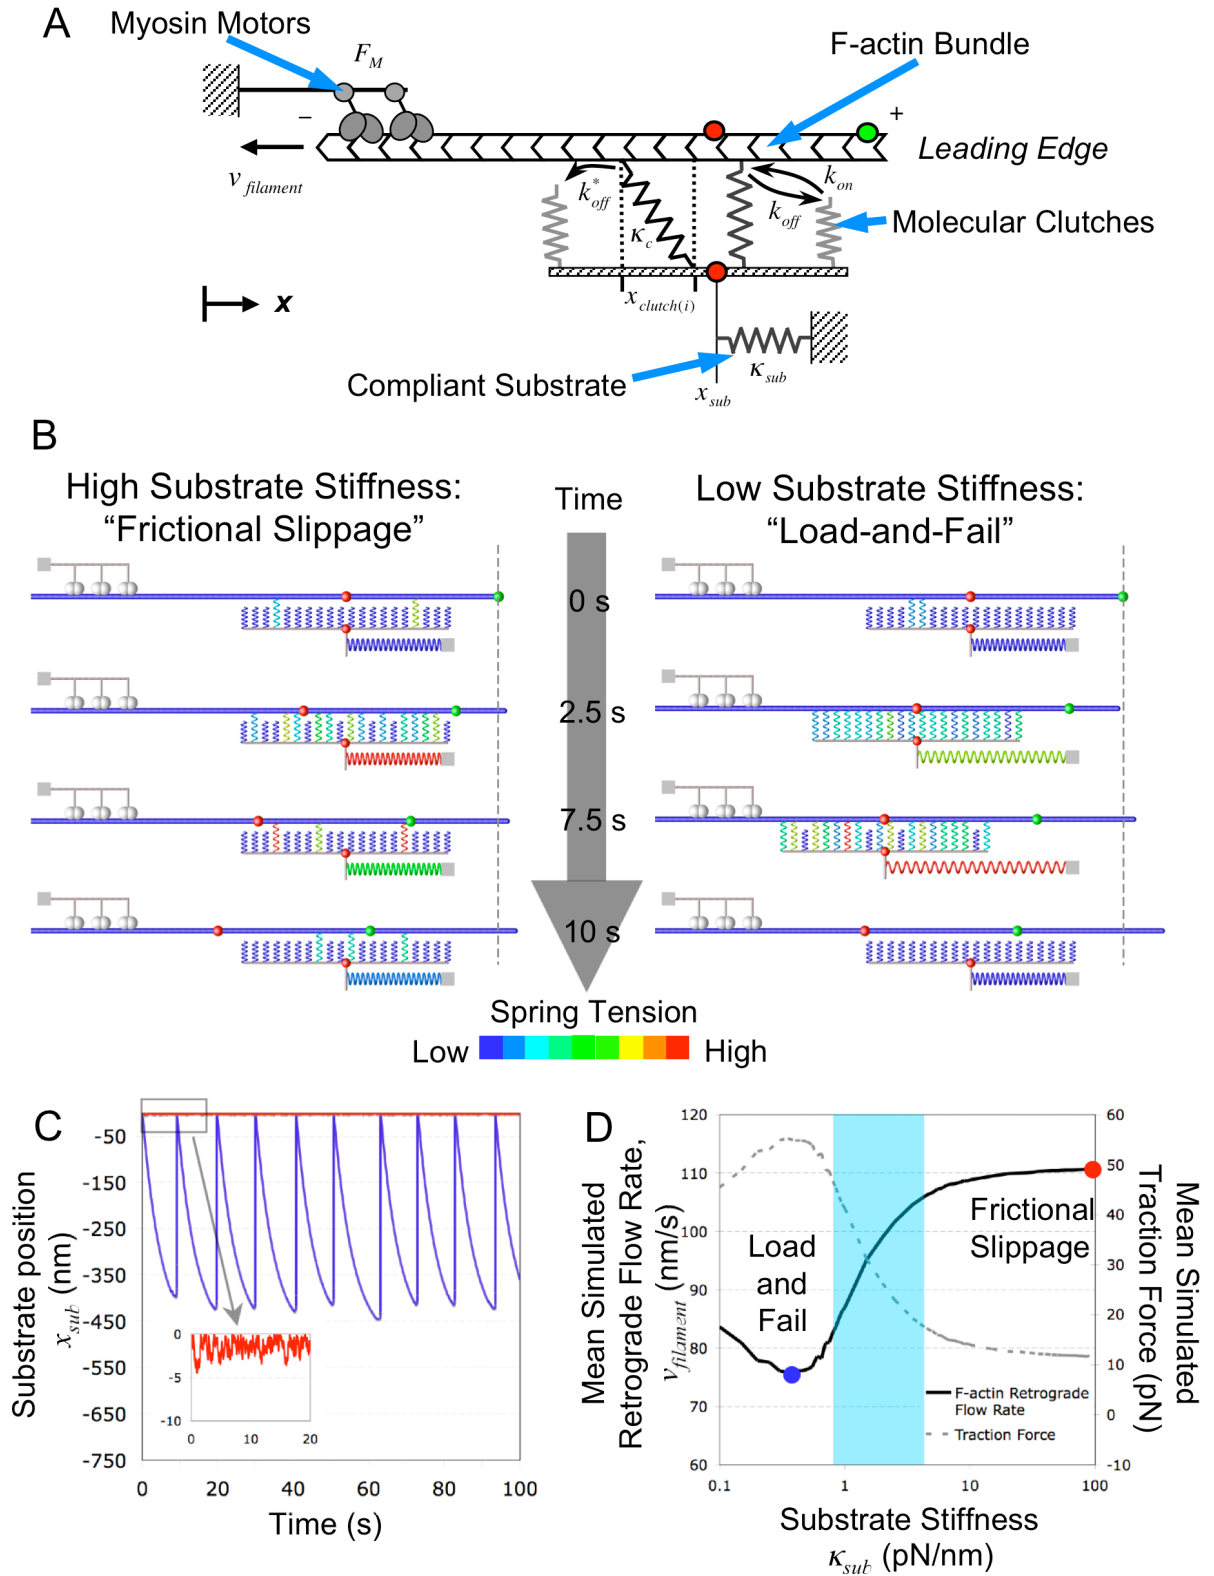 A
Myosin Motors
F_M
F-actin Bundle
−
+
Leading Edge
v_filament
k*_off
κ_c
k_on
k_off
Molecular Clutches
x_clutch(i)
x
κ_sub
Compliant Substrate
x_sub
B
High Substrate Stiffness:
“Frictional Slippage”
Time
Low Substrate Stiffness:
“Load-and-Fail”
0 s
2.5 s
7.5 s
10 s
Spring Tension
Low
High
C
Substrate position
x_sub (nm)
-50
-150
-250
-350
-450
-550
-650
-750
0
-5
-10
0
10
20
0
20
40
60
80
100
Time (s)
D
Mean Simulated
Retrograde Flow Rate,
v_filament (nm/s)
120
110
100
90
80
70
60
Load
and
Fail
Frictional
Slippage
F-actin Retrograde
Flow Rate
Traction Force
60
50
40
30
20
10
0
-10
Mean Simulated
Traction Force (pN)
0.1
1
10
100
Substrate Stiffness
κ_sub (pN/nm)